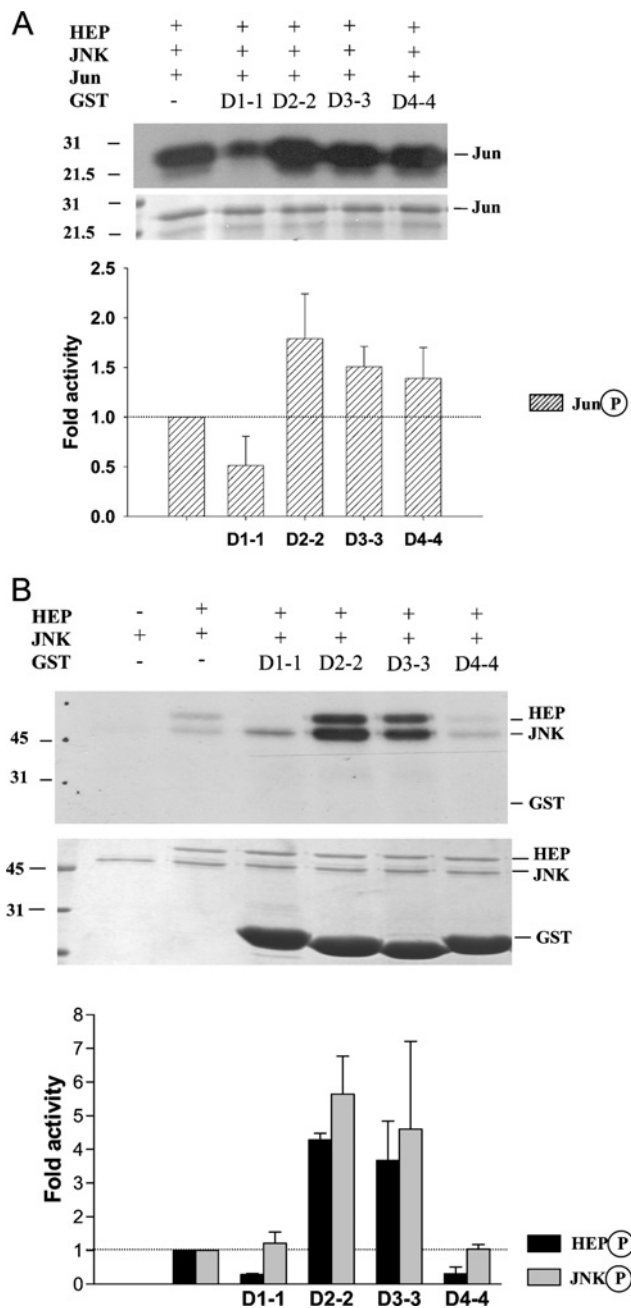 A
HEP + + + + +
JNK + + + + +
Jun + + + + +
GST - D1-1 D2-2 D3-3 D4-4
31
21.5
Jun
31
21.5
Jun
2.5
2.0
1.5
1.0
0.5
0.0
Fold activity
D1-1 D2-2 D3-3 D4-4
Jun P
B
HEP - + + + + +
JNK + + + + + +
GST - - D1-1 D2-2 D3-3 D4-4
45
31
HEP
JNK
GST
45
31
HEP
JNK
GST
8
7
6
5
4
3
2
1
0
Fold activity
D1-1 D2-2 D3-3 D4-4
HEP P
JNK P